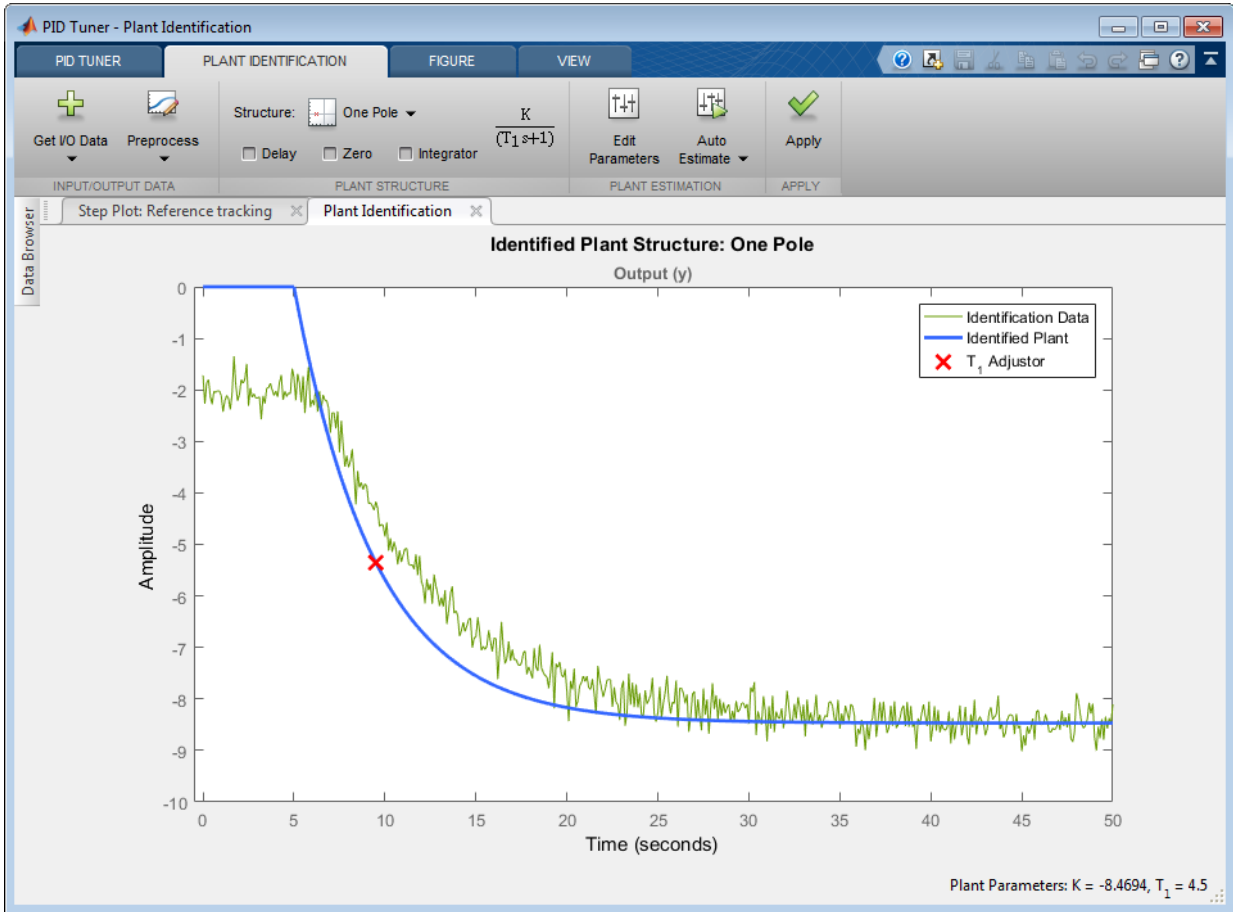 PID Tuner - Plant Identification
PID TUNER PLANT IDENTIFICATION FIGURE VIEW
Get I/O Data
Preprocess
Structure: One Pole
Delay Zero Integrator
K
(T1s+1)
Edit
Parameters
Auto
Estimate
Apply
INPUT/OUTPUT DATA PLANT STRUCTURE PLANT ESTIMATION APPLY
Data Browser
Step Plot: Reference tracking Plant Identification
Identified Plant Structure: One Pole
Output (y)
Identification Data
Identified Plant
T1 Adjustor
Amplitude
0
-1
-2
-3
-4
-5
-6
-7
-8
-9
-10
0 5 10 15 20 25 30 35 40 45 50
Time (seconds)
Plant Parameters: K = -8.4694, T1 = 4.5